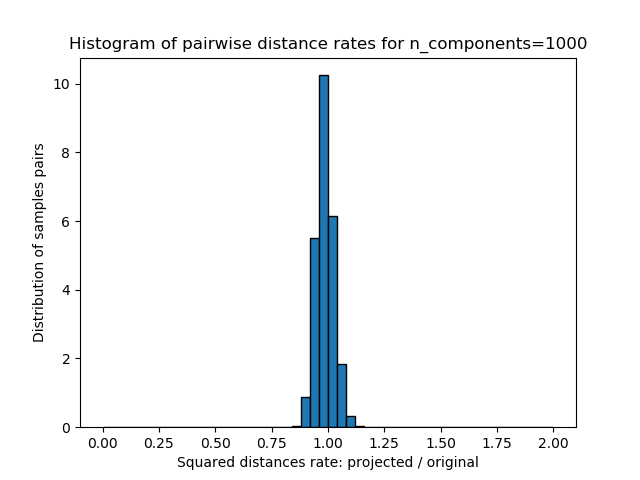 Histogram of pairwise distance rates for n_components=1000
Distribution of samples pairs
10
8
6
4
2
0
0.00 0.25 0.50 0.75 1.00 1.25 1.50 1.75 2.00
Squared distances rate: projected / original